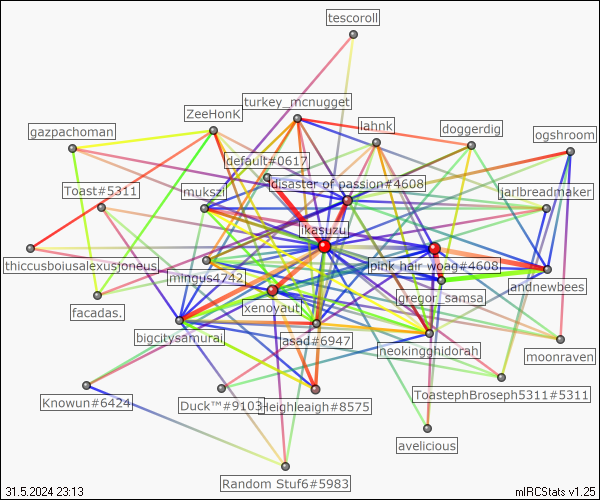 tescoroll
turkey_mcnugget
ZeeHonK
lahnk
doggerdig
gazpachoman
ogshroom
default#0617
disaster of passion#4608
Toast#5311
mukszi
jarlbreadmaker
ikasuzu
thiccusboiusalexusjoneus
mingus4742
pink hair woag#4608
gregor_samsa
andnewbees
facadas.
xenoyaut
bigcitysamurai
asad#6947
neokingghidorah
moonraven
Knowun#6424
Duck™#9103
Heighleaigh#8575
ToastephBroseph5311#5311
avelicious
Random Stuf6#5983
31.5.2024 23:13
mIRCStats v1.25